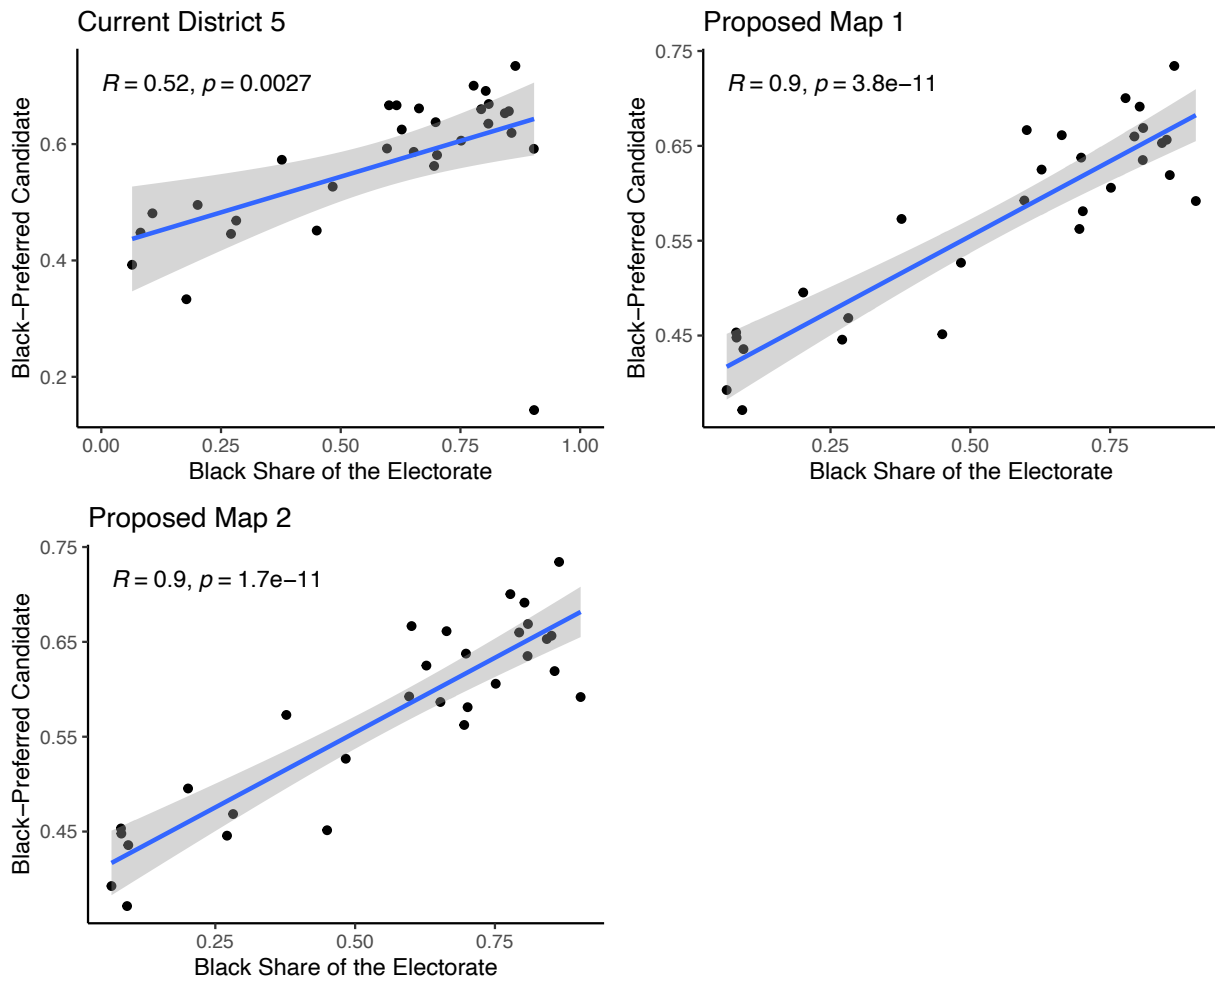 Current District 5
R = 0.52, p = 0.0027
0.6
0.4
0.2
Black−Preferred Candidate
0.00 0.25 0.50 0.75 1.00
Black Share of the Electorate
Proposed Map 1
R = 0.9, p = 3.8e−11
0.75
0.65
0.55
0.45
Black−Preferred Candidate
0.25 0.50 0.75
Black Share of the Electorate
Proposed Map 2
R = 0.9, p = 1.7e−11
0.75
0.65
0.55
0.45
Black−Preferred Candidate
0.25 0.50 0.75
Black Share of the Electorate